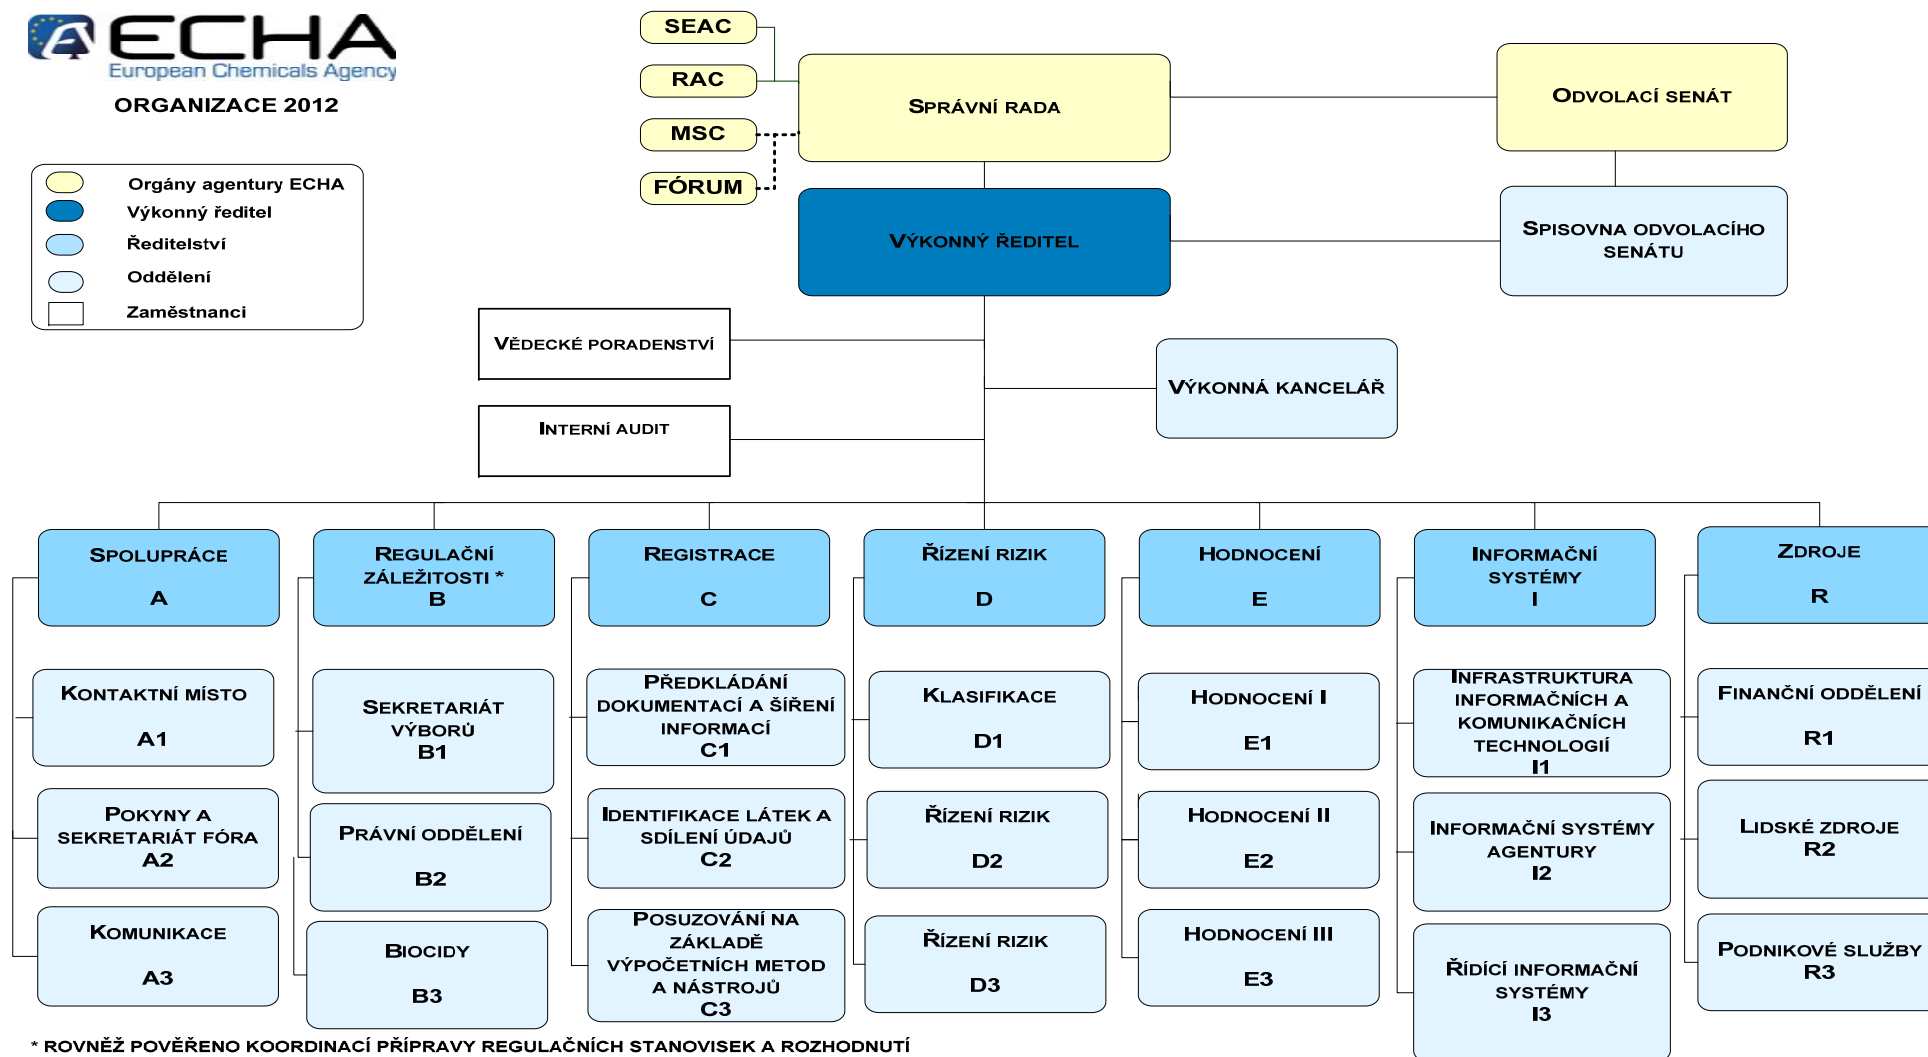 ECHA
European Chemicals Agency
ORGANIZACE 2012
Orgány agentury ECHA
Výkonný ředitel
Ředitelství
Oddělení
Zaměstnanci
SEAC
RAC
MSC
FÓRUM
SPRÁVNÍ RADA
ODVOLACÍ SENÁT
VÝKONNÝ ŘEDITEL
SPISOVNA ODVOLACÍHO
SENÁTU
VĚDECKÉ PORADENSTVÍ
VÝKONNÁ KANCELÁŘ
INTERNÍ AUDIT
SPOLUPRÁCE
A
REGULAČNÍ
ZÁLEŽITOSTI *
B
REGISTRACE
C
ŘÍZENÍ RIZIK
D
HODNOCENÍ
E
INFORMAČNÍ
SYSTÉMY
I
ZDROJE
R
KONTAKTNÍ MÍSTO
A1
SEKRETARIÁT
VÝBORŮ
B1
PŘEDKLÁDÁNÍ
DOKUMENTACÍ A ŠÍŘENÍ
INFORMACÍ
C1
KLASIFIKACE
D1
HODNOCENÍ I
E1
INFRASTRUKTURA
INFORMAČNÍCH A
KOMUNIKAČNÍCH
TECHNOLOGIÍ
I1
FINANČNÍ ODDĚLENÍ
R1
POKYNY A
SEKRETARIÁT FÓRA
A2
PRÁVNÍ ODDĚLENÍ
B2
IDENTIFIKACE LÁTEK A
SDÍLENÍ ÚDAJŮ
C2
ŘÍZENÍ RIZIK
D2
HODNOCENÍ II
E2
INFORMAČNÍ SYSTÉMY
AGENTURY
I2
LIDSKÉ ZDROJE
R2
KOMUNIKACE
A3
BIOCIDY
B3
POSUZOVÁNÍ NA
ZÁKLADĚ
VÝPOČETNÍCH METOD
A NÁSTROJŮ
C3
ŘÍZENÍ RIZIK
D3
HODNOCENÍ III
E3
ŘÍDÍCÍ INFORMAČNÍ
SYSTÉMY
I3
PODNIKOVÉ SLUŽBY
R3
* ROVNĚŽ POVĚŘENO KOORDINACÍ PŘÍPRAVY REGULAČNÍCH STANOVISEK A ROZHODNUTÍ